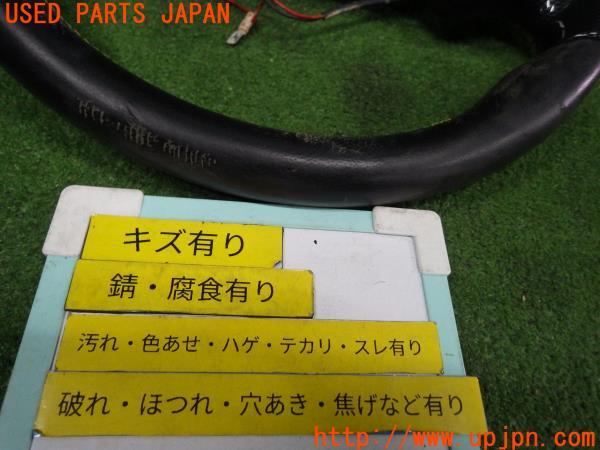 USED PARTS JAPAN
キズ有り
錆・腐食有り
汚れ・色あせ・ハゲ・テカリ・スレ有り
破れ・ほつれ・穴あき・焦げなど有り
http://www.upjpn.com